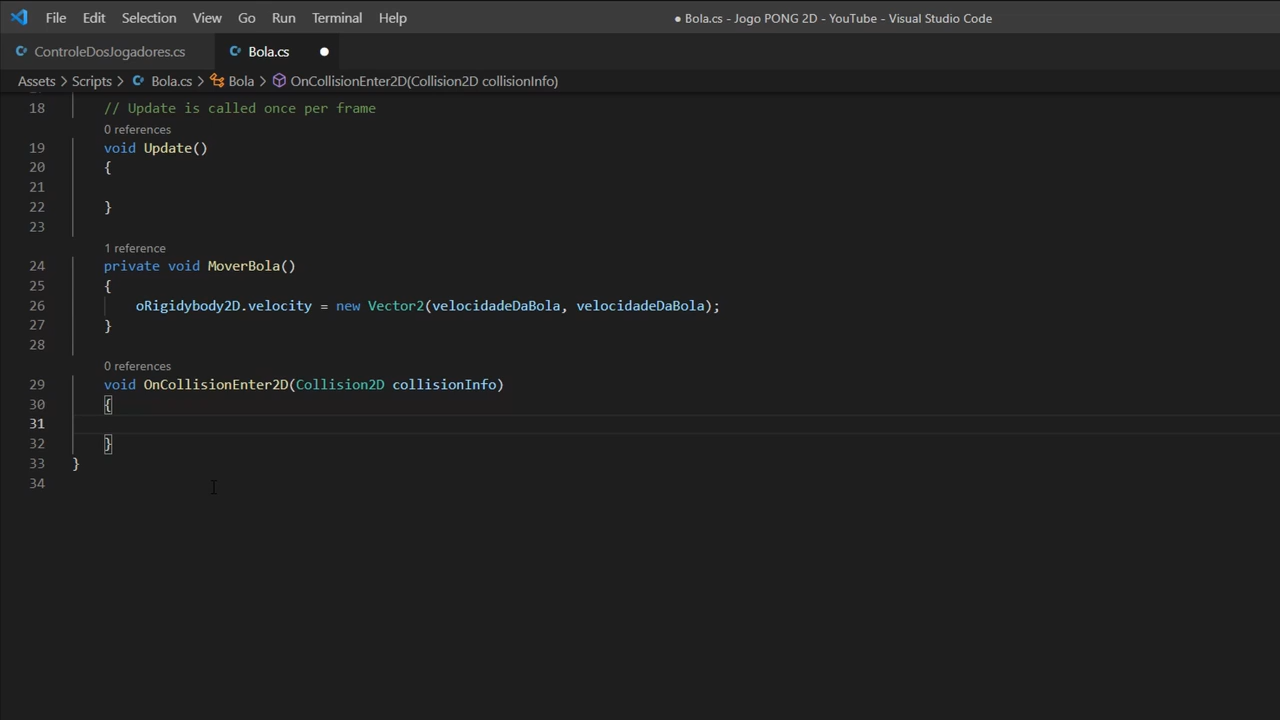 File Edit Selection View Go Run Terminal Help ● Bola.cs - Jogo PONG 2D - YouTube - Visual Studio Code
ControleDosJogadores.cs Bola.cs ●
Assets > Scripts > Bola.cs > Bola > OnCollisionEnter2D(Collision2D collisionInfo)
18 // Update is called once per frame
0 references
19 void Update()
20 {
21
22 }
23
1 reference
24 private void MoverBola()
25 {
26 oRigidybody2D.velocity = new Vector2(velocidadeDaBola, velocidadeDaBola);
27 }
28
0 references
29 void OnCollisionEnter2D(Collision2D collisionInfo)
30 {
31
32 }
33 }
34